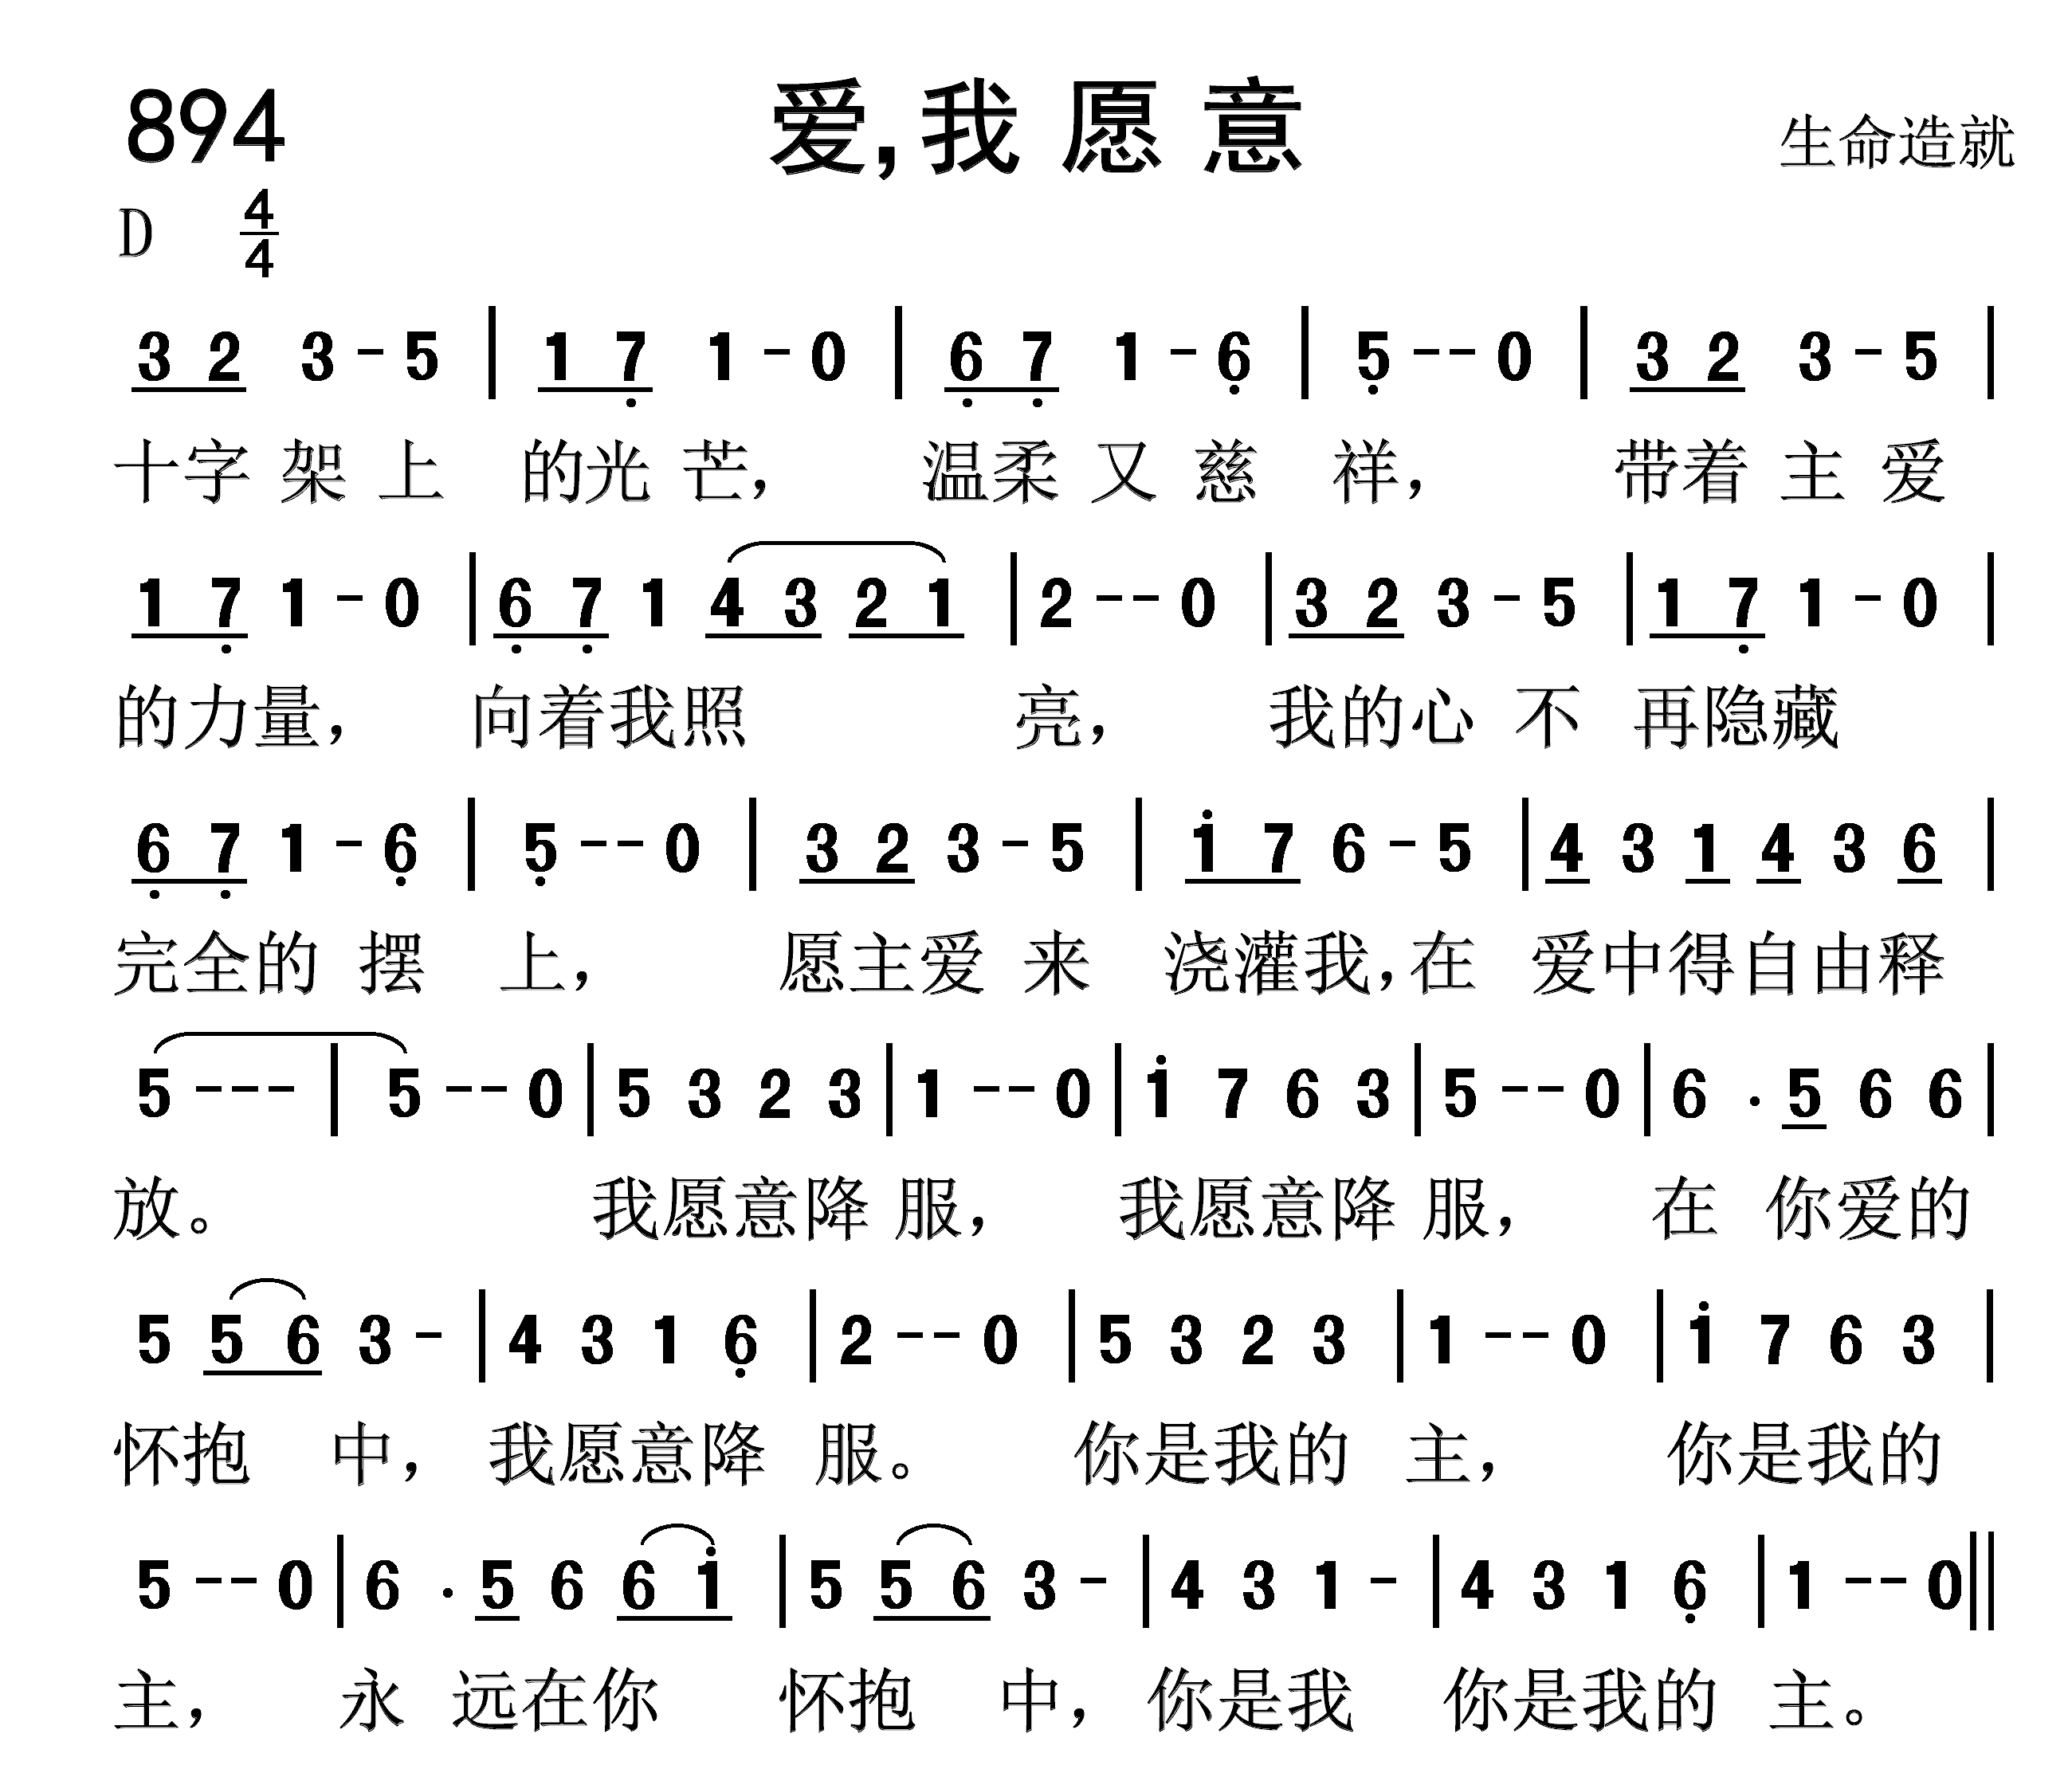 894 爱,我愿意 生命造就
D 4/4
3 2 3 - 5 | 1 7 1 - 0 | 6 7 1 - 6 | 5 - - 0 | 3 2 3 - 5 |
十字架上 的光芒， 温柔又慈祥， 带着主爱
1 7 1 - 0 | 6 7 1 4 3 2 1 | 2 - - 0 | 3 2 3 - 5 | 1 7 1 - 0 |
的力量， 向着我照 亮， 我的心不 再隐藏
6 7 1 - 6 | 5 - - 0 | 3 2 3 - 5 | i 7 6 - 5 | 4 3 1 4 3 6 |
完全的摆 上， 愿主爱来 浇灌我，在 爱中得自由释
5 - - - | 5 - - 0 | 5 3 2 3 | 1 - - 0 | i 7 6 3 | 5 - - 0 | 6 . 5 6 6 |
放。 我愿意降服， 我愿意降服， 在 你爱的
5 5 6 3 - | 4 3 1 6 | 2 - - 0 | 5 3 2 3 | 1 - - 0 | i 7 6 3 |
怀抱 中， 我愿意降 服。 你是我的 主， 你是我的
5 - - 0 | 6 . 5 6 6 i | 5 5 6 3 - | 4 3 1 - | 4 3 1 6 | 1 - - 0 ||
主， 永 远在你 怀抱 中，你是我 你是我的 主。